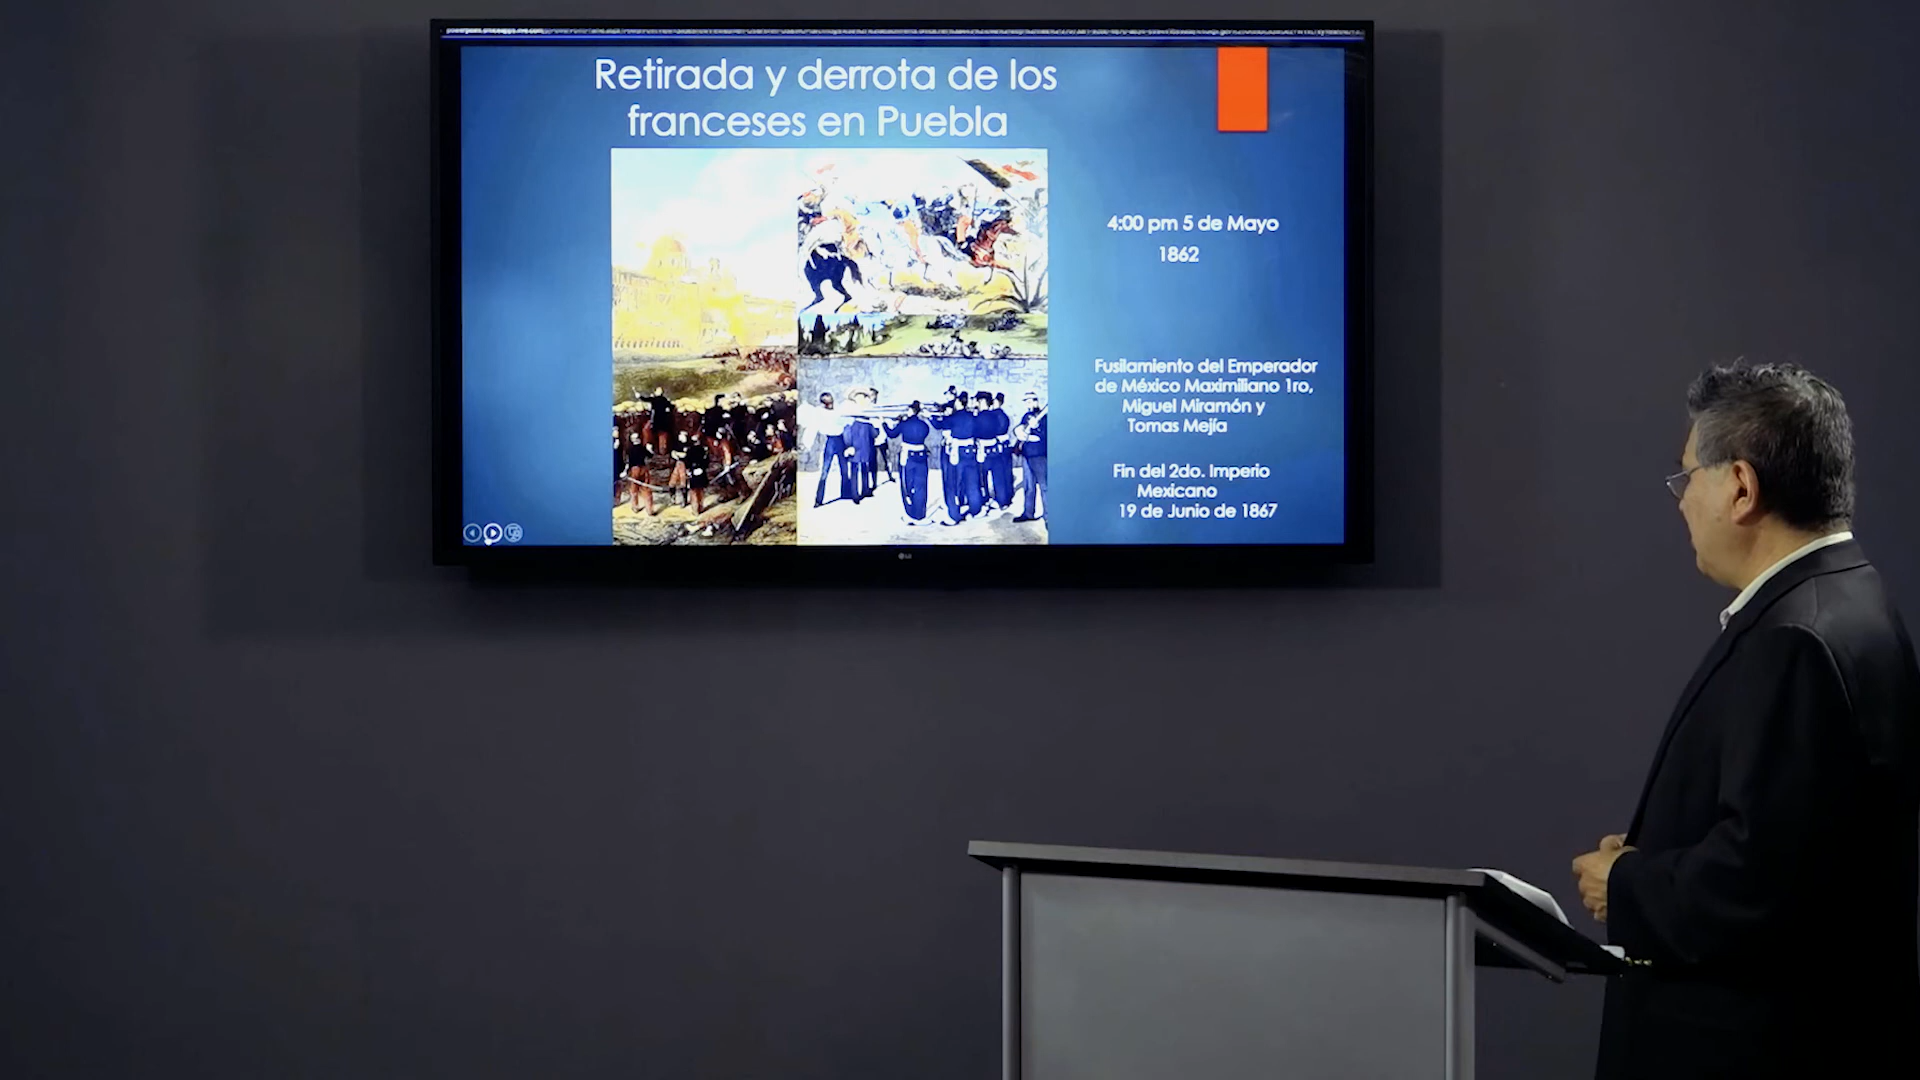 Retirada y derrota de los
franceses en Puebla
4:00 pm 5 de Mayo
1862
Fusilamiento del Emperador
de México Maximiliano 1ro,
Miguel Miramón y
Tomas Mejía
Fin del 2do. Imperio
Mexicano
19 de Junio de 1867
LG